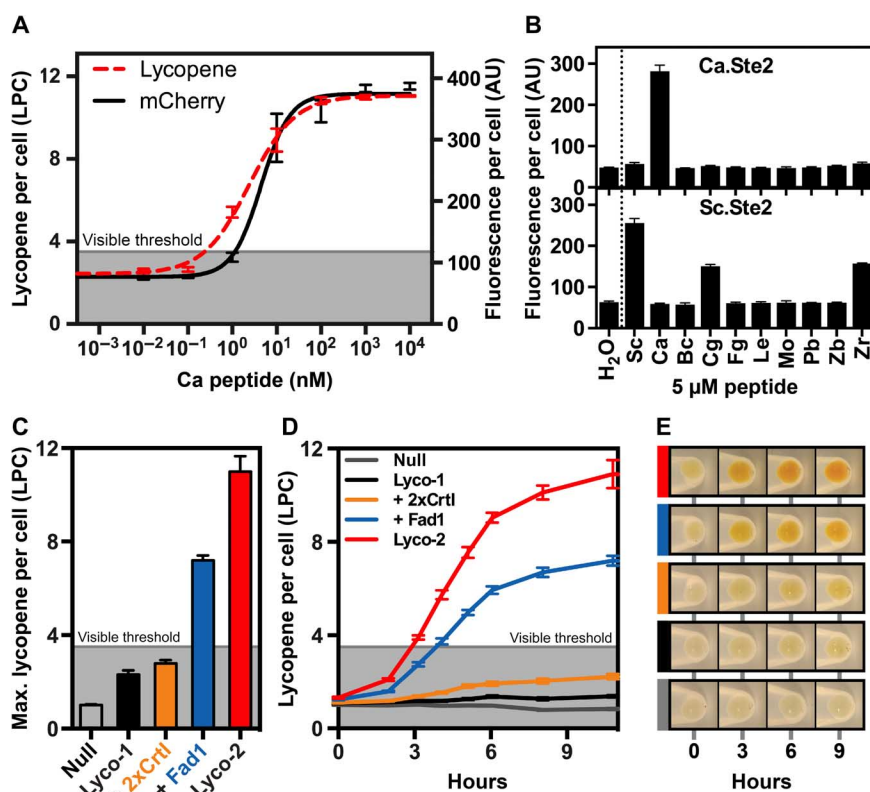 A
Lycopene per cell (LPC)
12
9
6
3
0
Lycopene
mCherry
Visible threshold
400
300
200
100
0
Fluorescence per cell (AU)
10⁻³ 10⁻² 10⁻¹ 10⁰ 10¹ 10² 10³ 10⁴
Ca peptide (nM)
B
Fluorescence per cell (AU)
Ca.Ste2
300
200
100
0
Sc.Ste2
300
200
100
0
H₂O Sc Ca Bc Cg Fg Le Mo Pb Zb Zr
5 µM peptide
C
Max. lycopene per cell (LPC)
12
8
4
0
Visible threshold
Null Lyco-1 2xCrtI + Fad1 Lyco-2
D
Lycopene per cell (LPC)
12
8
4
0
Null
Lyco-1
+ 2xCrtI
+ Fad1
Lyco-2
Visible threshold
0 3 6 9
Hours
E
0 3 6 9
Hours